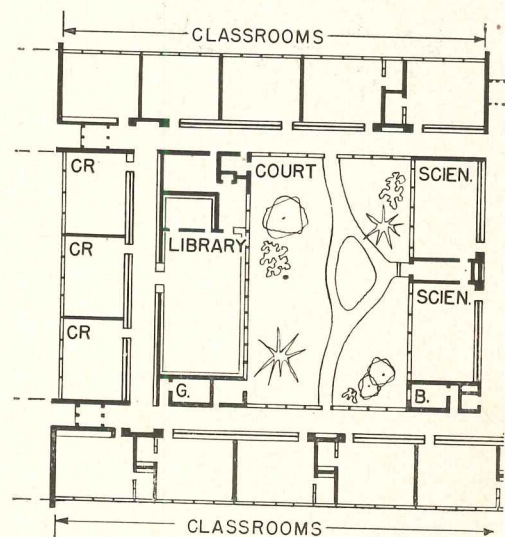 CLASSROOMS
CR
COURT
SCIEN.
CR
LIBRARY
SCIEN.
CR
G.
B.
CLASSROOMS